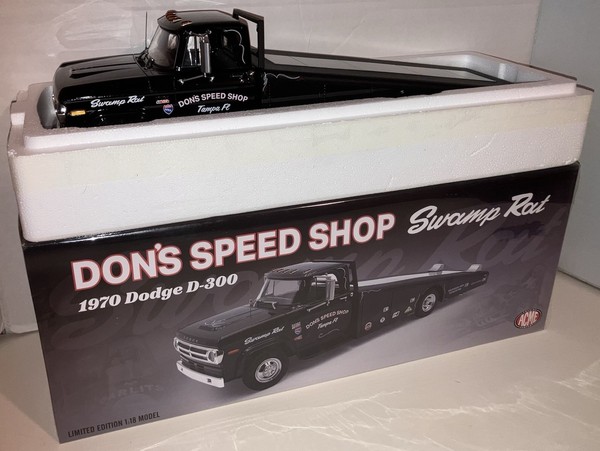 Swamp Rat
DON'S SPEED SHOP
Tampa Fl
DON'S SPEED SHOP
Swamp Rat
1970 Dodge D-300
Swamp Rat
DON'S SPEED SHOP
Tampa Fl
ACME
LIMITED EDITION 1:18 MODEL